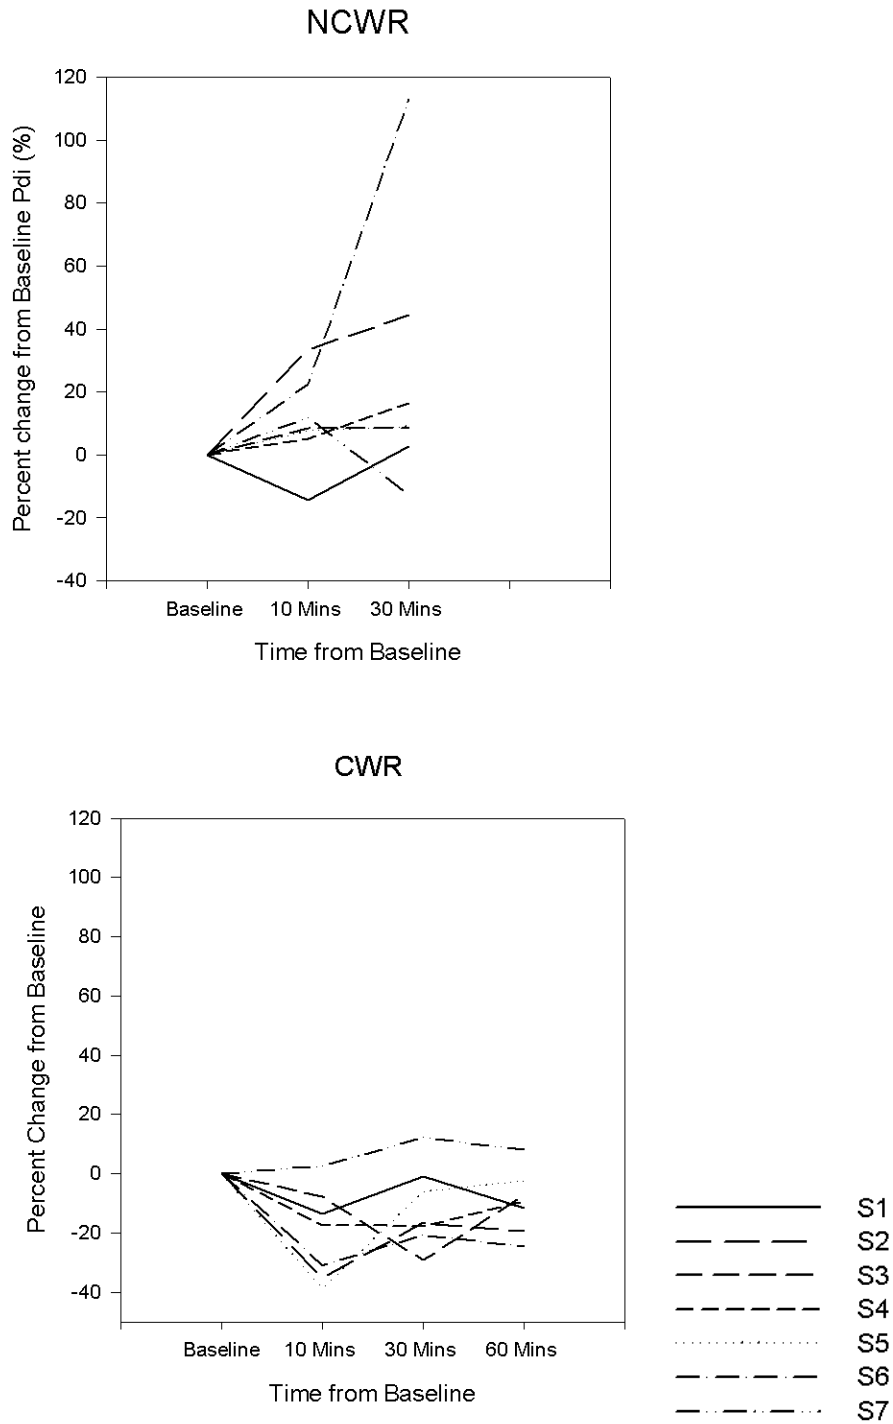 NCWR
120
100
80
60
40
20
0
-20
-40
Percent change from Baseline Pdi (%)
Baseline 10 Mins 30 Mins
Time from Baseline
CWR
120
100
80
60
40
20
0
-20
-40
Percent Change from Baseline
Baseline 10 Mins 30 Mins 60 Mins
Time from Baseline
S1
S2
S3
S4
S5
S6
S7